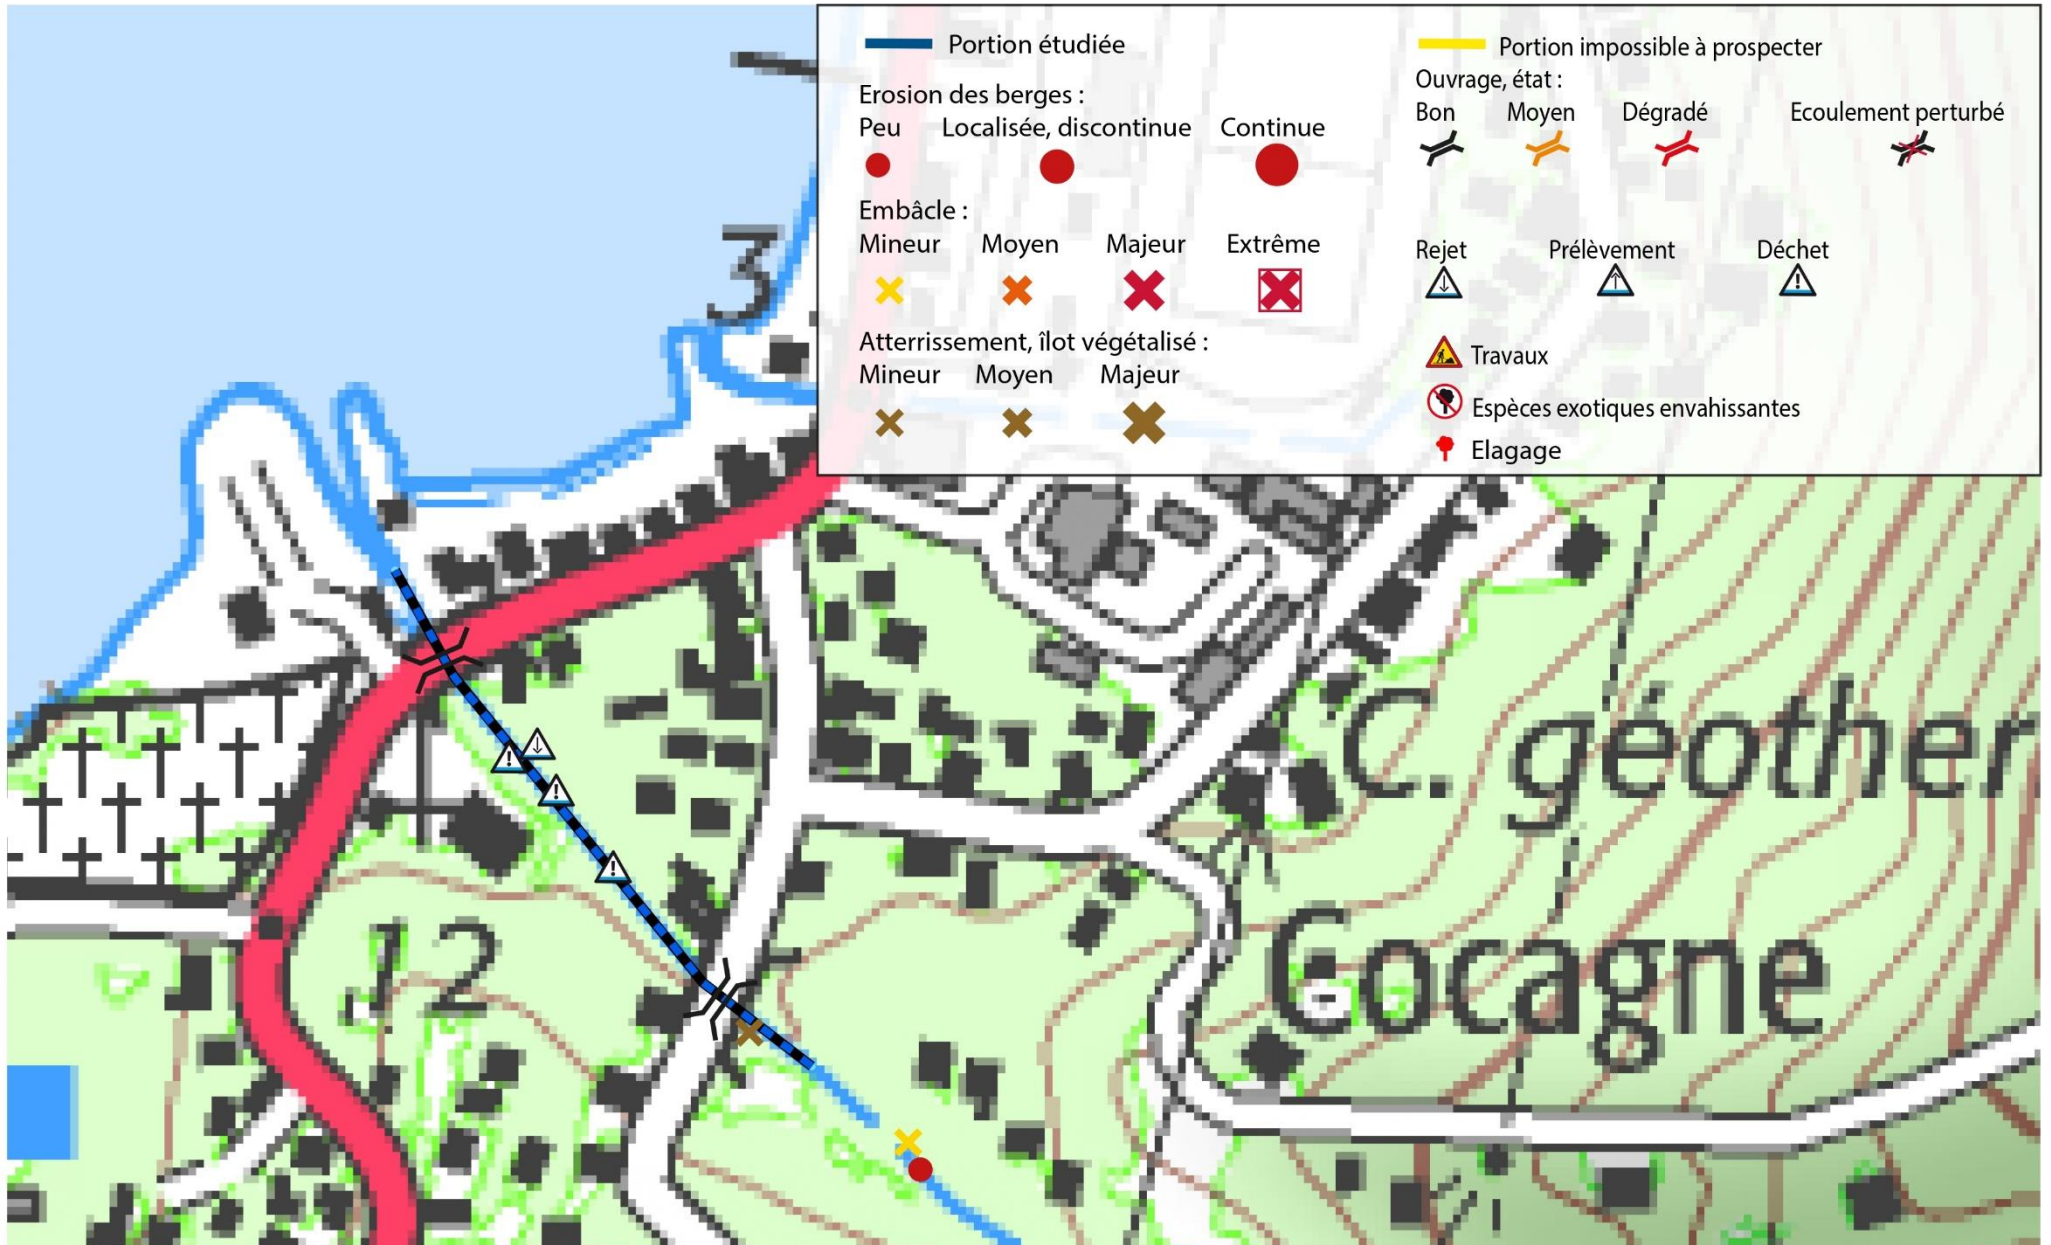 Portion étudiée
Portion impossible à prospecter
Erosion des berges :
Peu Localisée, discontinue Continue
Ouvrage, état :
Bon Moyen Dégradé Ecoulement perturbé
Embâcle :
Mineur Moyen Majeur Extrême
Rejet Prélèvement Déchet
Atterrissement, îlot végétalisé :
Mineur Moyen Majeur
Travaux
Espèces exotiques envahissantes
Elagage
3
C. géother
12
Cocagne